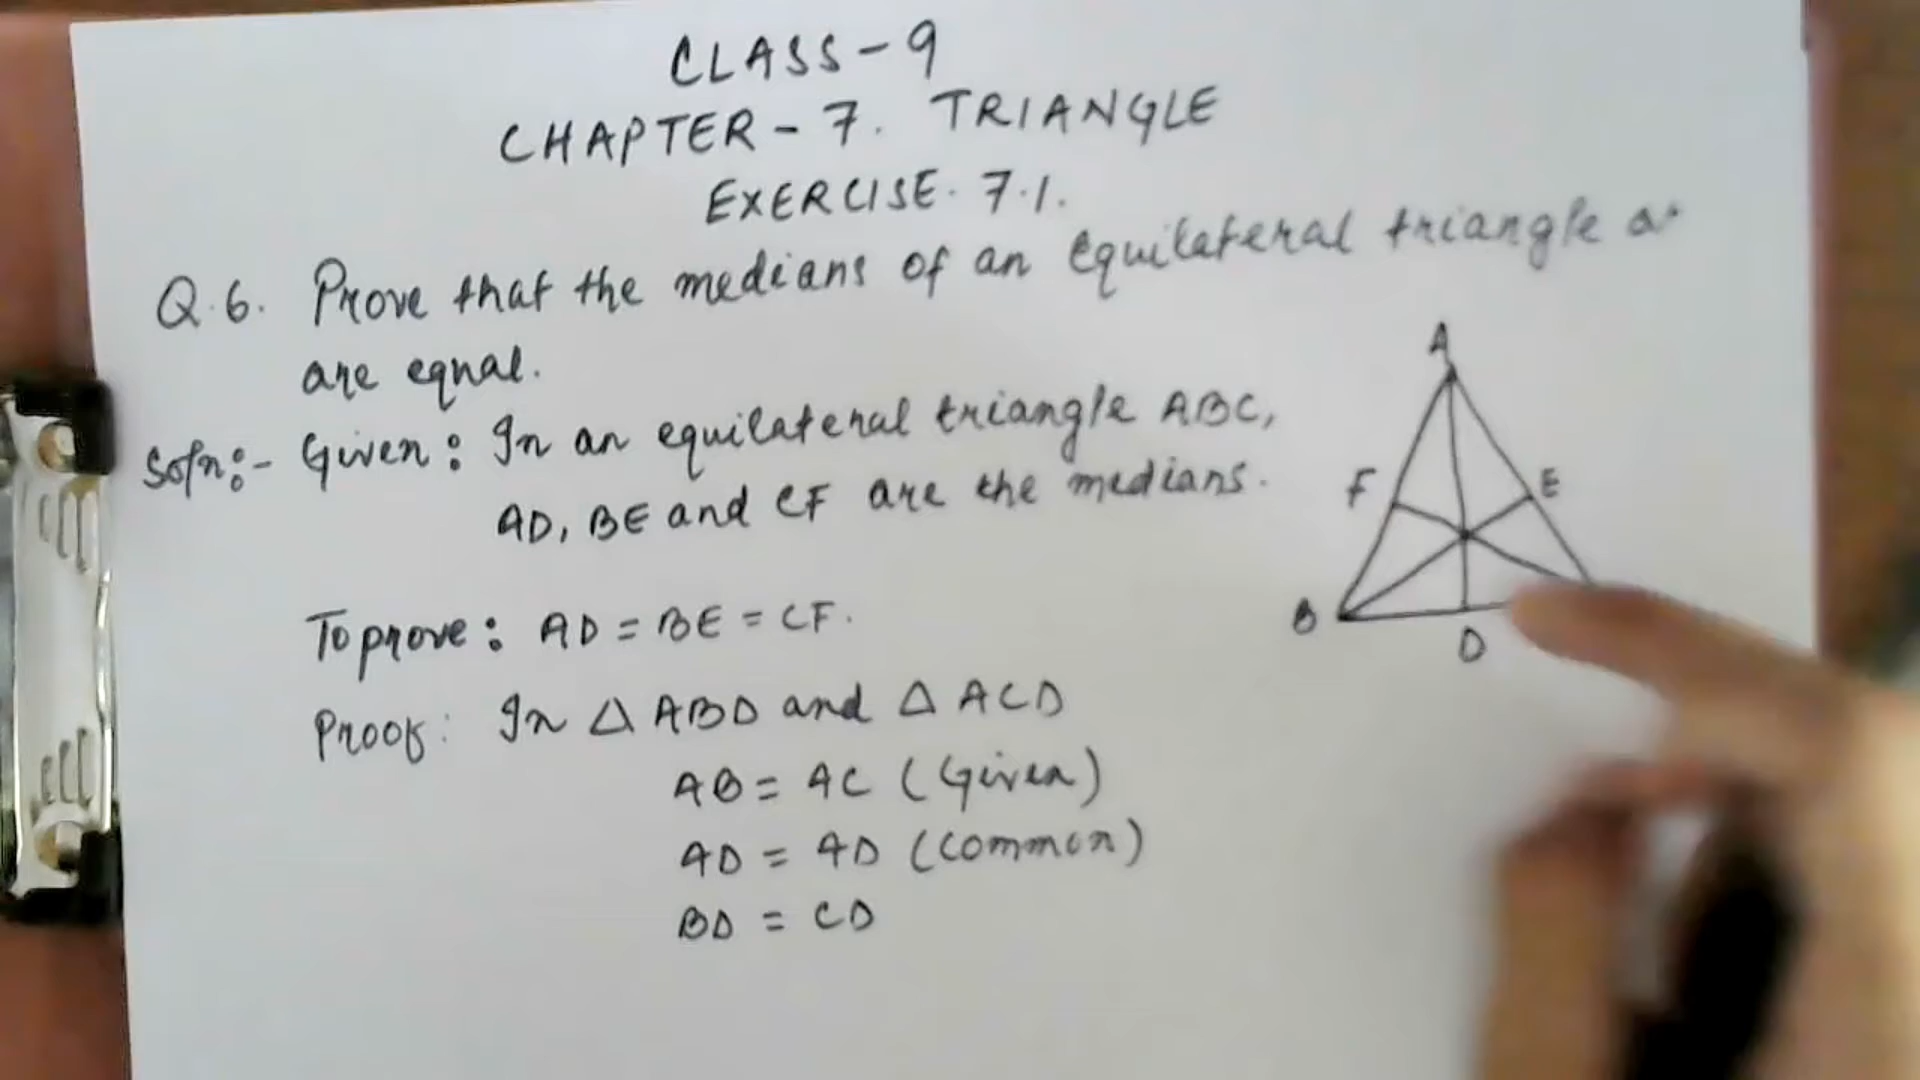 CLASS-9
CHAPTER-7. TRIANGLE
EXERCISE. 7.1.
Q.6. Prove that the medians of an equilateral triangle
are equal.
Soln:- Given: In an equilateral triangle ABC,
AD, BE and CF are the medians.
To prove: AD = BE = CF.
Proof: In △ ABD and △ ACD
AB = AC (Given)
AD = AD (Common)
BD = CD
A
F
E
B
D